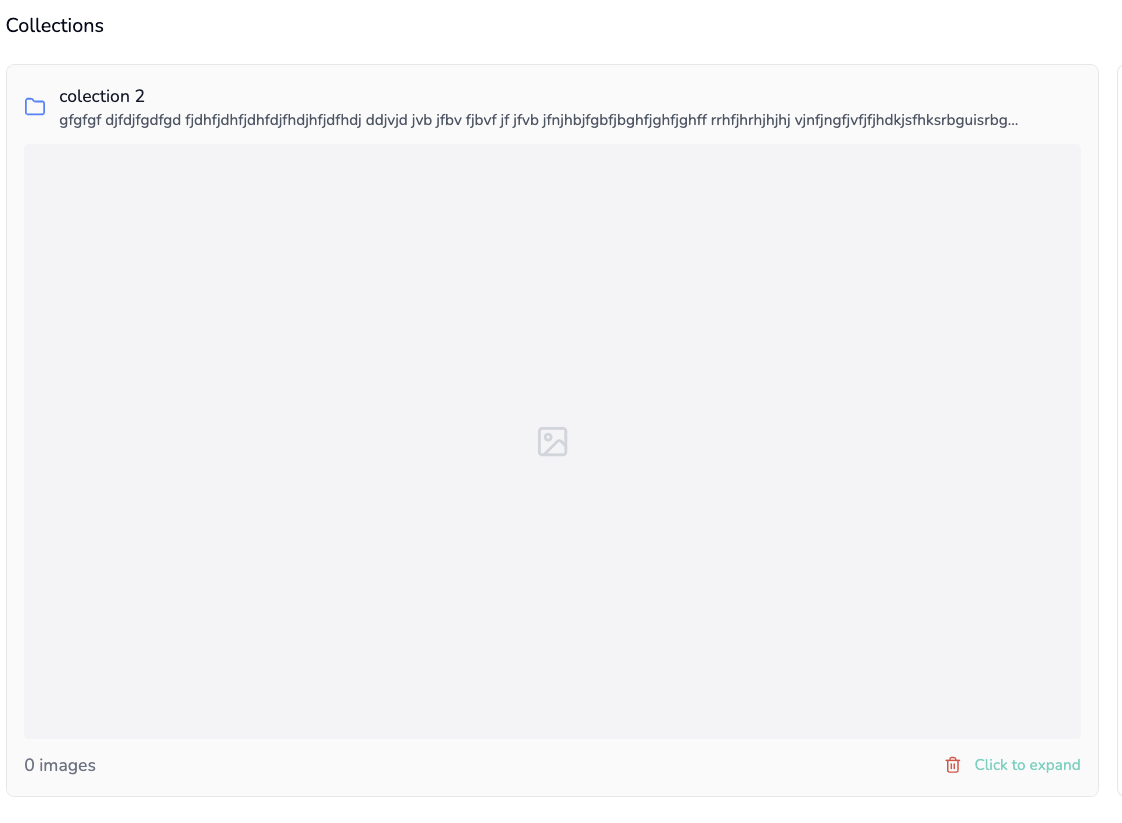 Collections
colection 2
gfgfgf djfdjfgdfgd fjdhfjdhfjdhfdjfhdjhfjdfhdj ddjvjd jvb jfbv fjbvf jf jfvb jfnjhbjfgbfjbghfjghfjghff rrhfjhrhjhjhj vjnfjngfjvfjfjhdkjsfhksrbguisrbg...
0 images
Click to expand